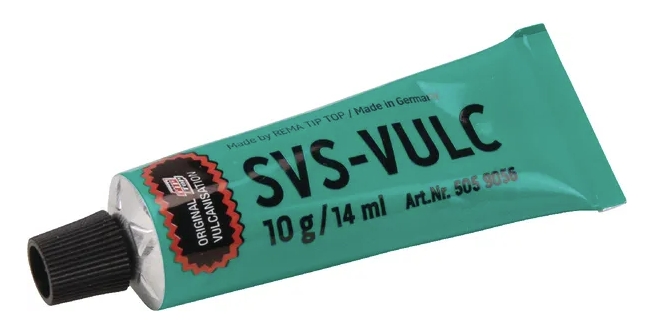 Made by REMA TIP TOP / Made in Germany
SVS-VULC
10 g/14 ml Art.Nr. 505 9056
ORIGINAL
VULCANISATION